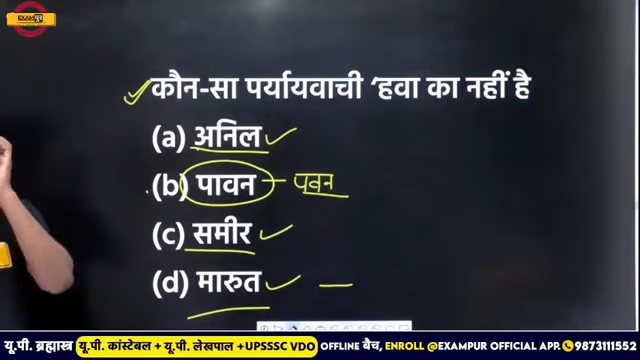 EXAM पुर
कौन-सा पर्यायवाची ‘हवा का नहीं है
(a) अनिल
(b) पावन – पवन
(c) समीर
(d) मारुत –
यू.पी. ब्रह्मास्त्र यू.पी. कांस्टेबल + यू.पी. लेखपाल +UPSSSC VDO OFFLINE बैच, ENROLL @EXAMPUR OFFICIAL APP. 9873111552